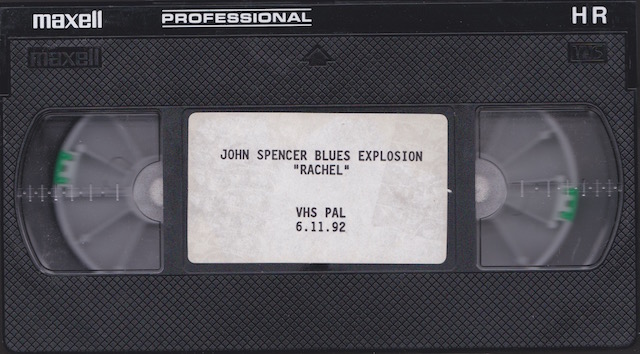 maxell PROFESSIONAL HR
maxell VHS
JOHN SPENCER BLUES EXPLOSION
"RACHEL"
VHS PAL
6.11.92